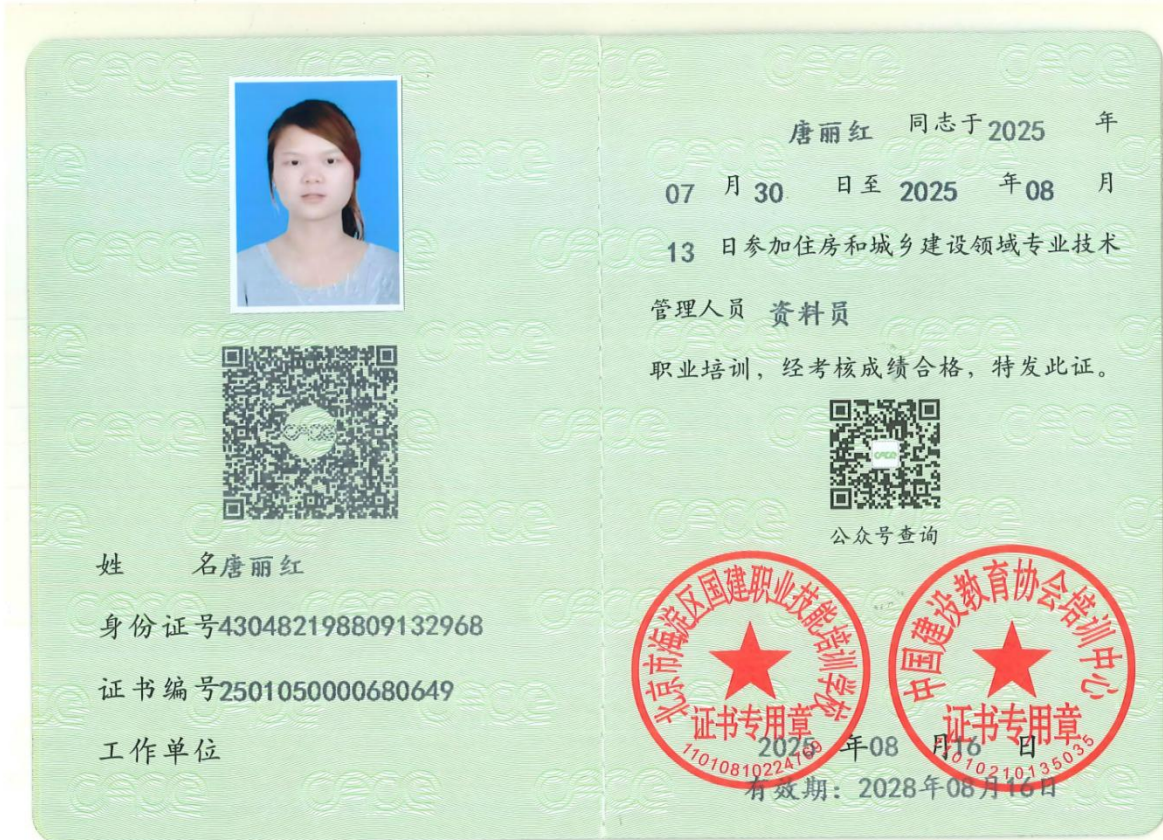 姓 名唐丽红
身份证号430482198809132968
证书编号2501050000680649
工作单位
唐丽红 同志于2025 年
07 月30 日至 2025 年08 月
13 日参加住房和城乡建设领域专业技术
管理人员 资料员
职业培训，经考核成绩合格，特发此证。
公众号查询
北京市海淀区国建职业技能培训学校
证书专用章
中国建设教育协会培训中心
证书专用章
2025 年08 月16 日
有效期：2028年08月16日